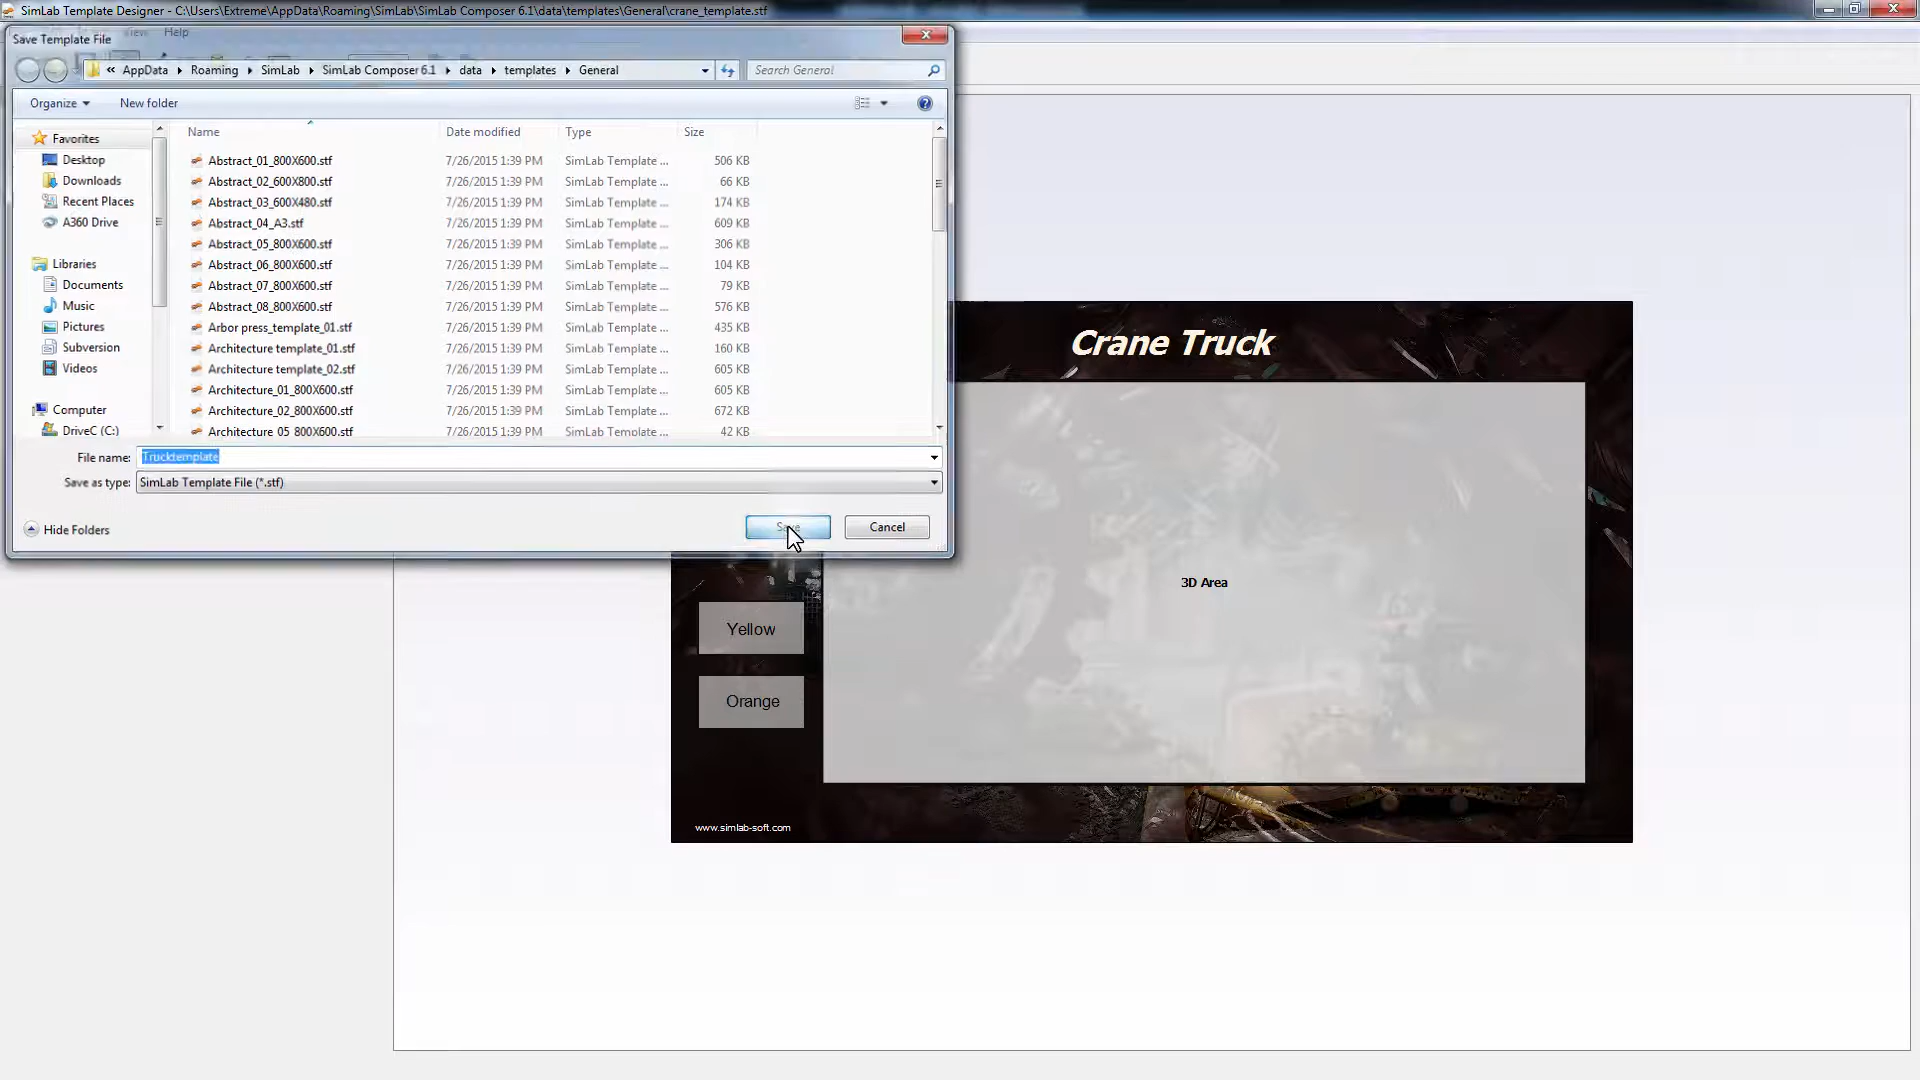 SimLab Template Designer - C:\Users\Extreme\AppData\Roaming\SimLab\SimLab Composer 6.1\data\templates\General\crane_template.stf
View Help
Save Template File
« AppData Roaming SimLab SimLab Composer 6.1 data templates General Search General
Organize New folder
Name Date modified Type Size
Favorites
Desktop
Downloads
Recent Places
A360 Drive
Libraries
Documents
Music
Pictures
Subversion
Videos
Computer
DriveC (C:)
Abstract_01_800X600.stf 7/26/2015 1:39 PM SimLab Template ... 506 KB
Abstract_02_600X800.stf 7/26/2015 1:39 PM SimLab Template ... 66 KB
Abstract_03_600X480.stf 7/26/2015 1:39 PM SimLab Template ... 174 KB
Abstract_04_A3.stf 7/26/2015 1:39 PM SimLab Template ... 609 KB
Abstract_05_800X600.stf 7/26/2015 1:39 PM SimLab Template ... 306 KB
Abstract_06_800X600.stf 7/26/2015 1:39 PM SimLab Template ... 104 KB
Abstract_07_800X600.stf 7/26/2015 1:39 PM SimLab Template ... 79 KB
Abstract_08_800X600.stf 7/26/2015 1:39 PM SimLab Template ... 576 KB
Arbor press_template_01.stf 7/26/2015 1:39 PM SimLab Template ... 435 KB
Architecture template_01.stf 7/26/2015 1:39 PM SimLab Template ... 160 KB
Architecture template_02.stf 7/26/2015 1:39 PM SimLab Template ... 605 KB
Architecture_01_800X600.stf 7/26/2015 1:39 PM SimLab Template ... 605 KB
Architecture_02_800X600.stf 7/26/2015 1:39 PM SimLab Template ... 672 KB
Architecture_05_800X600.stf 7/26/2015 1:39 PM SimLab Template ... 42 KB
File name: Trucktemplate
Save as type: SimLab Template File (*.stf)
Hide Folders
Save Cancel
Crane Truck
3D Area
Yellow
Orange
www.simlab-soft.com